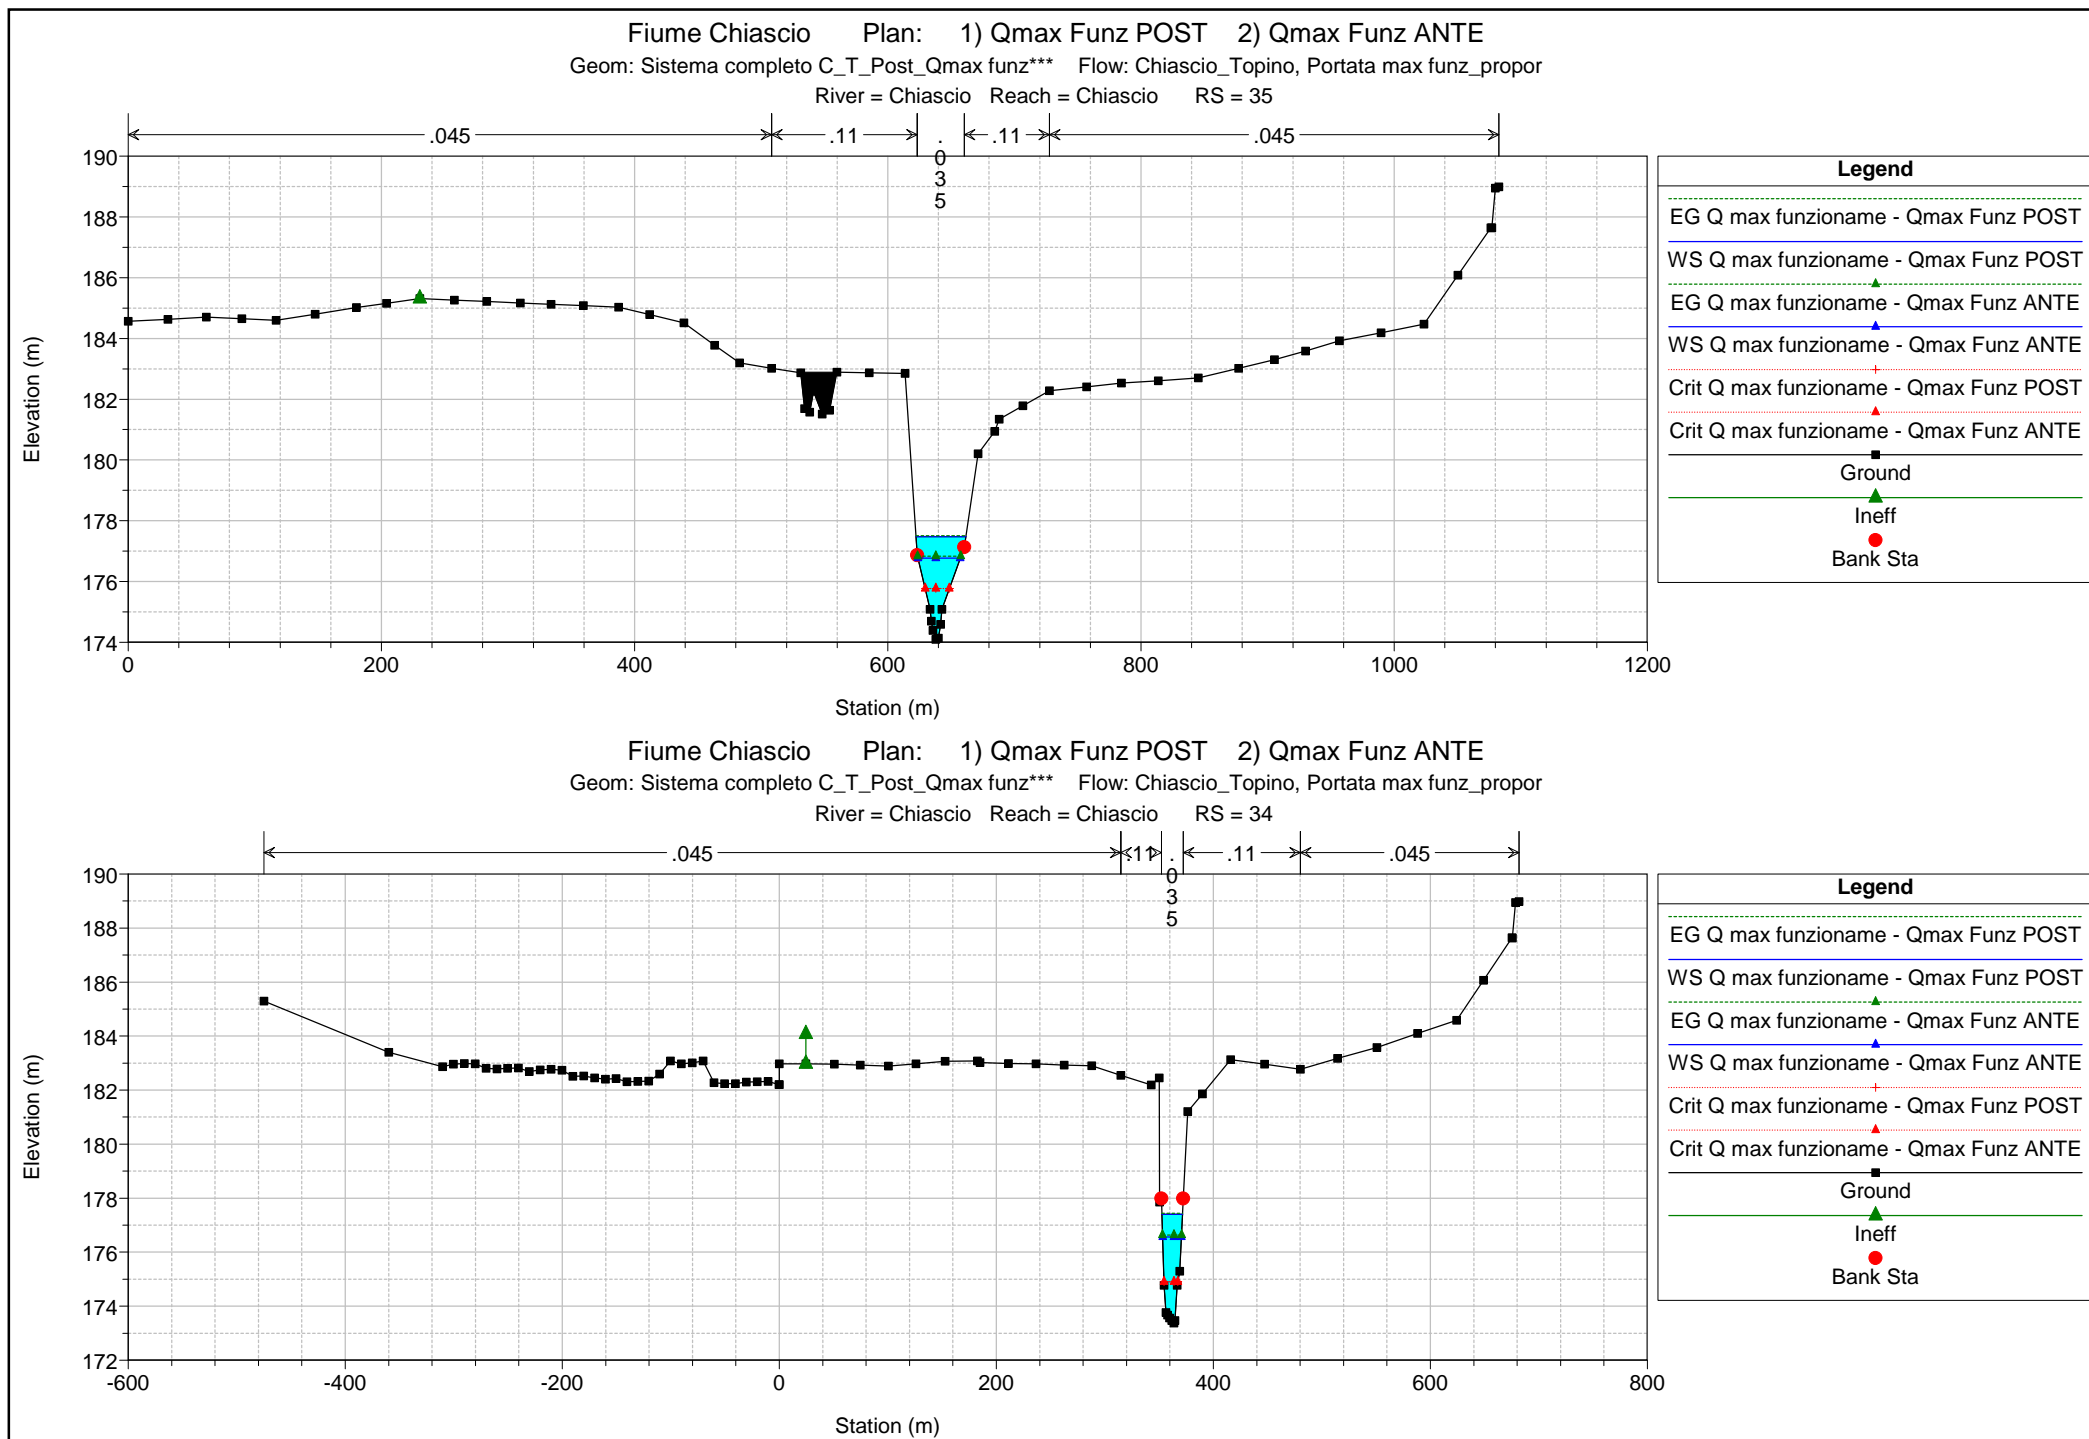 Fiume Chiascio Plan: 1) Qmax Funz POST 2) Qmax Funz ANTE
Geom: Sistema completo C_T_Post_Qmax funz*** Flow: Chiascio_Topino, Portata max funz_propor
River = Chiascio Reach = Chiascio RS = 35
.045 .11 .035 .11 .045
190
188
186
184
182
180
178
176
174
Elevation (m)
0 200 400 600 800 1000 1200
Station (m)
Legend
EG Q max funzioname - Qmax Funz POST
WS Q max funzioname - Qmax Funz POST
EG Q max funzioname - Qmax Funz ANTE
WS Q max funzioname - Qmax Funz ANTE
Crit Q max funzioname - Qmax Funz POST
Crit Q max funzioname - Qmax Funz ANTE
Ground
Ineff
Bank Sta
Fiume Chiascio Plan: 1) Qmax Funz POST 2) Qmax Funz ANTE
Geom: Sistema completo C_T_Post_Qmax funz*** Flow: Chiascio_Topino, Portata max funz_propor
River = Chiascio Reach = Chiascio RS = 34
.045 .11 .035 .11 .045
190
188
186
184
182
180
178
176
174
172
Elevation (m)
-600 -400 -200 0 200 400 600 800
Station (m)
Legend
EG Q max funzioname - Qmax Funz POST
WS Q max funzioname - Qmax Funz POST
EG Q max funzioname - Qmax Funz ANTE
WS Q max funzioname - Qmax Funz ANTE
Crit Q max funzioname - Qmax Funz POST
Crit Q max funzioname - Qmax Funz ANTE
Ground
Ineff
Bank Sta